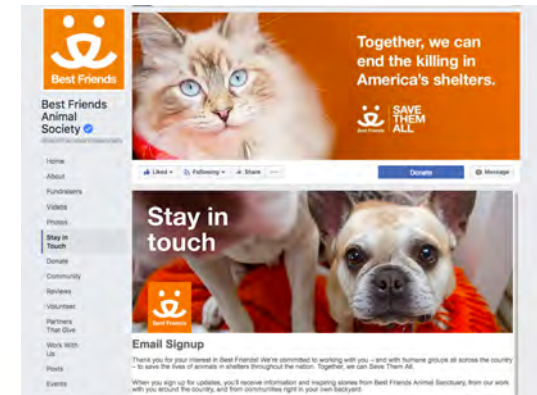 Best Friends
Best Friends
Animal
Society
Home
About
Fundraisers
Videos
Photos
Stay in
Touch
Donate
Community
Reviews
Volunteer
Partners
That Give
Work With
Us
Posts
Events
Together, we can
end the killing in
America's shelters.
Best Friends
SAVE
THEM
ALL
Liked
Following
Share
Donate
Message
Stay in
touch
Best Friends
Email Signup
Thank you for your interest in Best Friends! We're committed to working with you – and with humane groups all across the country
– to save the lives of animals in shelters throughout the nation. Together, we can Save Them All.
When you sign up for updates, you'll receive information and inspiring stories from Best Friends Animal Sanctuary, from our work
with you around the country, and from communities right in your own backyard.